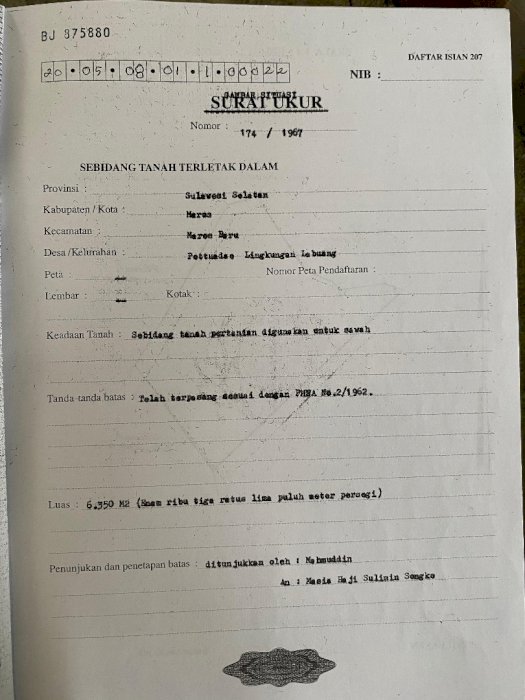 BJ 875880
DAFTAR ISIAN 207
20.05.08.01.1.00022
NIB :
GAMBAR SITUASI
SURAT UKUR
Nomor : 174 / 1967
SEBIDANG TANAH TERLETAK DALAM
Provinsi : Sulawesi Selatan
Kabupaten / Kota : Maros
Kecamatan : Maros Baru
Desa /Kelurahan : Pettuadae Lingkungan Labuang
Peta : Nomor Peta Pendaftaran :
Lembar : Kotak :
Keadaan Tanah : Sebidang tanah pertanian digunakan untuk sawah
Tanda-tanda batas : Telah terpasang sesuai dengan PMNA No.2/1962.
Luas : 6.350 M2 (Enam ribu tiga ratus lima puluh meter persegi)
Penunjukan dan penetapan batas : ditunjukkan oleh : Mahmuddin
An : Masis Haji Sulimin Songko